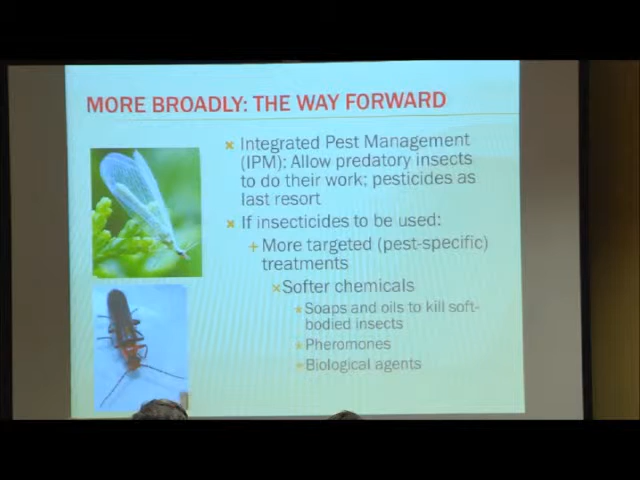 MORE BROADLY: THE WAY FORWARD
Integrated Pest Management
(IPM): Allow predatory insects
to do their work; pesticides as
last resort
If insecticides to be used:
More targeted (pest-specific)
treatments
Softer chemicals
Soaps and oils to kill soft-
bodied insects
Pheromones
Biological agents